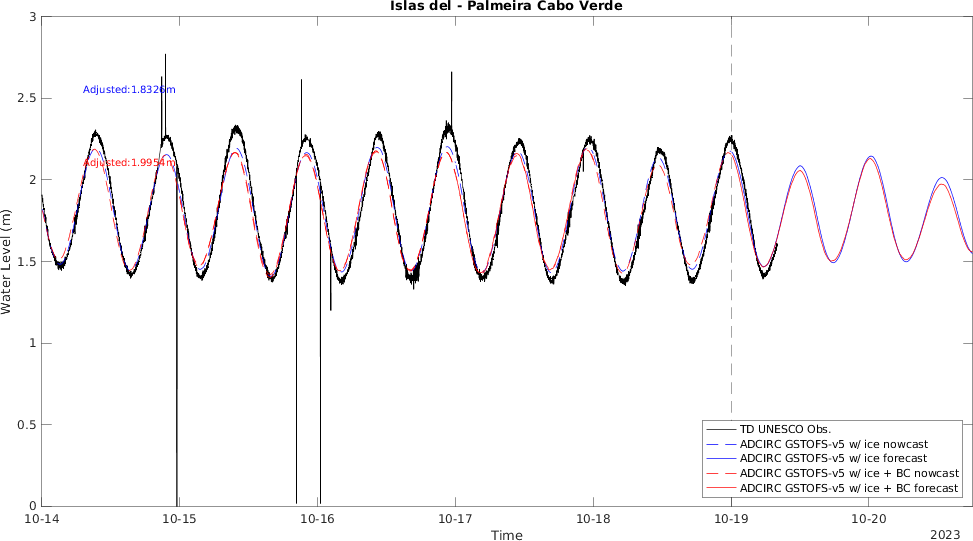 Islas del - Palmeira Cabo Verde
Water Level (m)
3
2.5
2
1.5
1
0.5
0
Adjusted:1.8326m
Adjusted:1.9954m
TD UNESCO Obs.
ADCIRC GSTOFS-v5 w/ ice nowcast
ADCIRC GSTOFS-v5 w/ ice forecast
ADCIRC GSTOFS-v5 w/ ice + BC nowcast
ADCIRC GSTOFS-v5 w/ ice + BC forecast
10-14 10-15 10-16 10-17 10-18 10-19 10-20
Time
2023